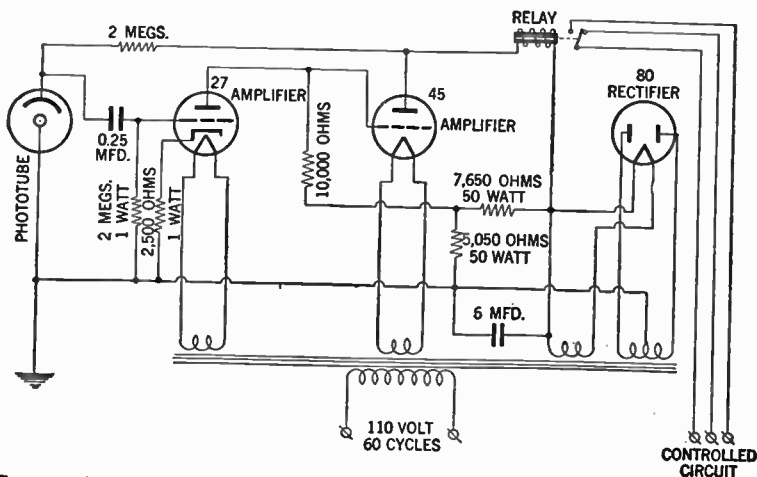 2 MEGS.
RELAY
27
AMPLIFIER
45
AMPLIFIER
80
RECTIFIER
PHOTOTUBE
0.25
MFD.
2 MEGS.
1 WATT
2,500 OHMS
1 WATT
10,000 OHMS
7,650 OHMS
50 WATT
5,050 OHMS
50 WATT
6 MFD.
110 VOLT
60 CYCLES
CONTROLLED
CIRCUIT